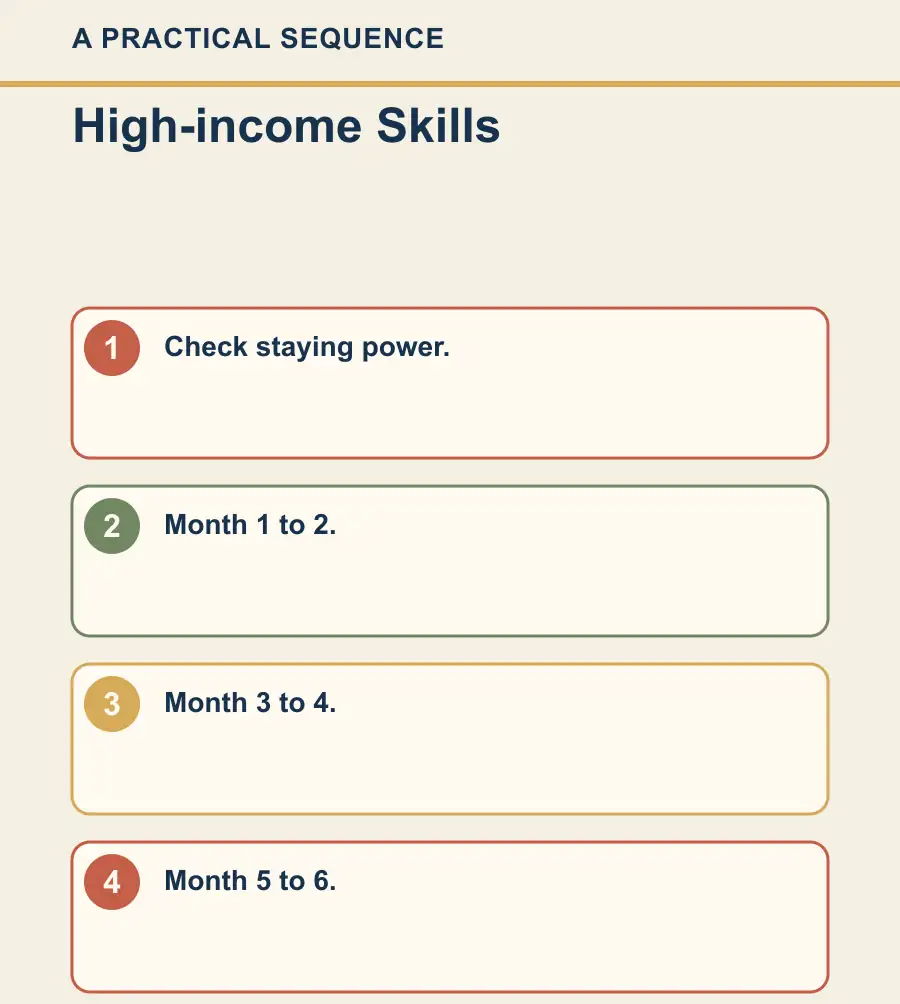 A PRACTICAL SEQUENCE
High-income Skills
1 Check staying power.
2 Month 1 to 2.
3 Month 3 to 4.
4 Month 5 to 6.